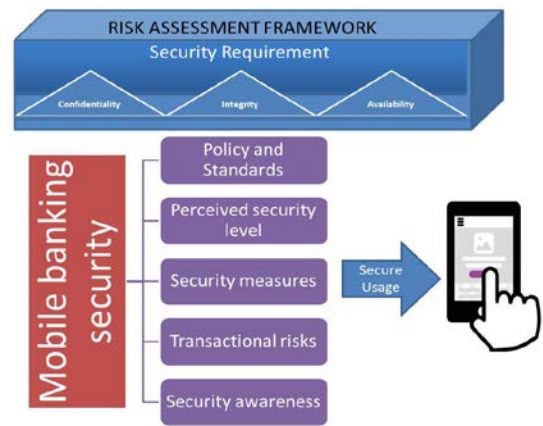 RISK ASSESSMENT FRAMEWORK
Security Requirement
Confidentiality
Integrity
Availability
Mobile banking
security
Policy and
Standards
Perceived security
level
Security measures
Transactional risks
Security awareness
Secure
Usage